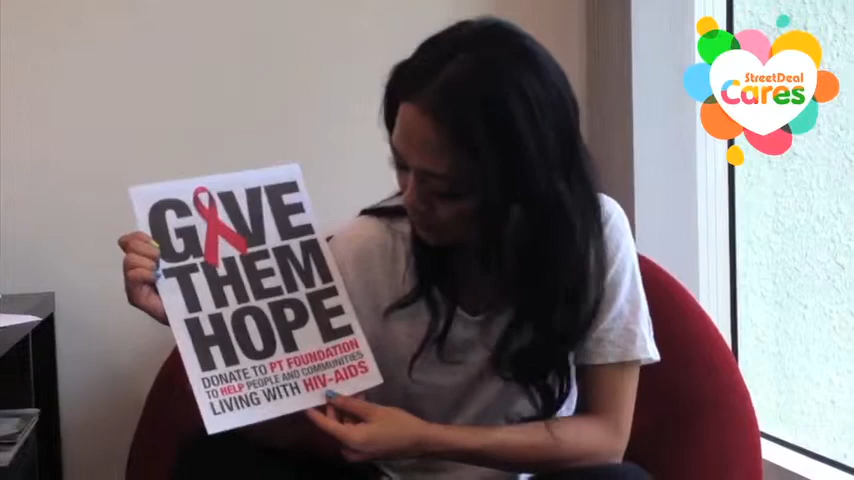 StreetDeal
Cares
GIVE
THEM
HOPE
DONATE TO PT FOUNDATION
TO HELP PEOPLE AND COMMUNITIES
LIVING WITH HIV-AIDS